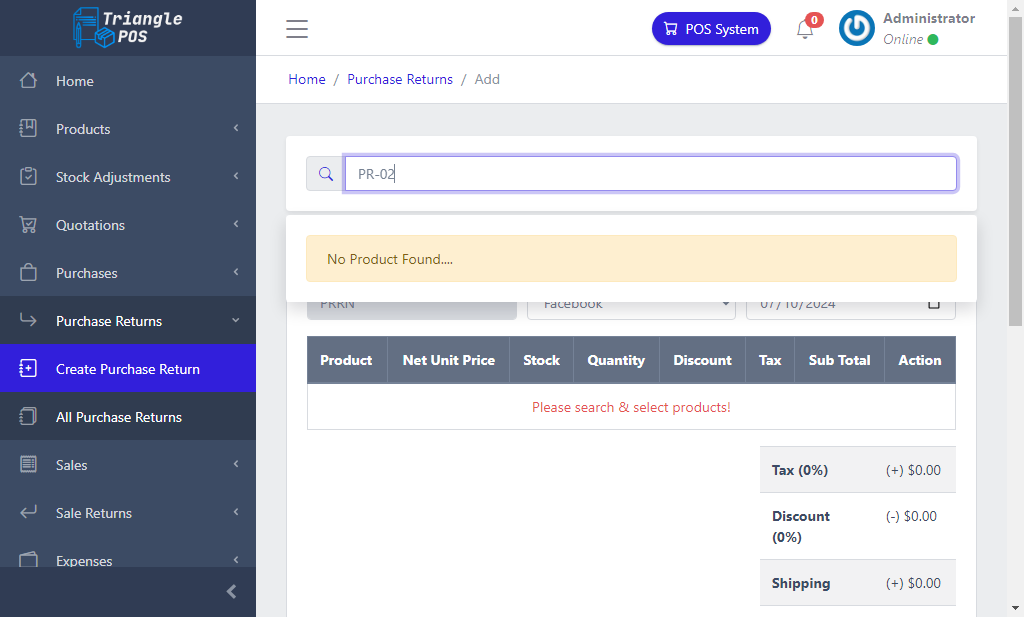 Triangle
POS
Home
Products
Stock Adjustments
Quotations
Purchases
Purchase Returns
Create Purchase Return
All Purchase Returns
Sales
Sale Returns
Expenses
POS System
0
Administrator
Online
Home / Purchase Returns / Add
PR-02
No Product Found....
PRRN Facebook 07/10/2024
Product Net Unit Price Stock Quantity Discount Tax Sub Total Action
Please search & select products!
Tax (0%) (+) $0.00
Discount (-) $0.00
(0%)
Shipping (+) $0.00